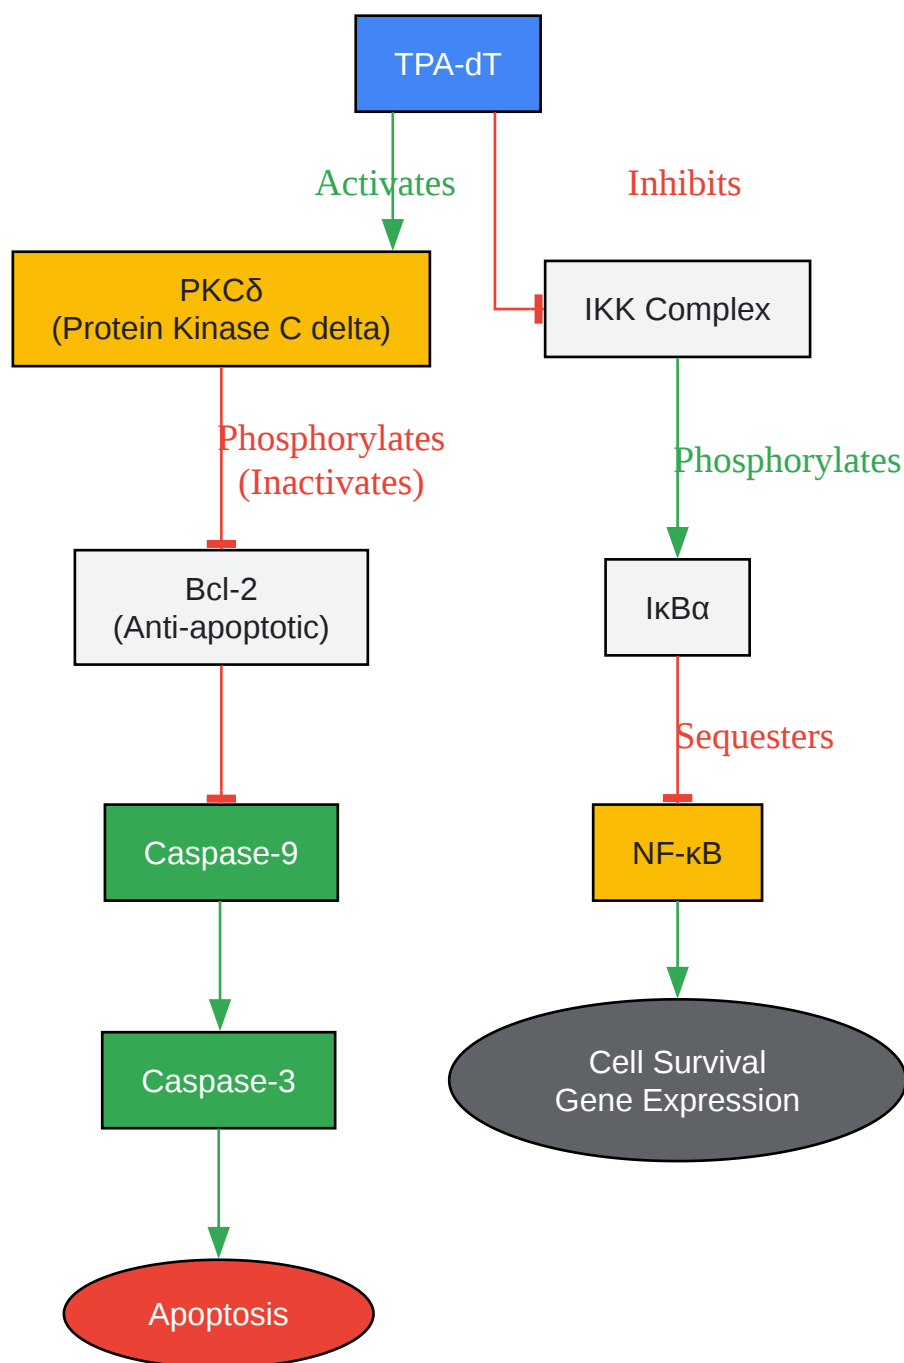 TPA-dT
Activates
Inhibits
PKCδ
(Protein Kinase C delta)
IKK Complex
Phosphorylates
(Inactivates)
Phosphorylates
Bcl-2
(Anti-apoptotic)
IκBα
Sequesters
Caspase-9
NF-κB
Caspase-3
Cell Survival
Gene Expression
Apoptosis